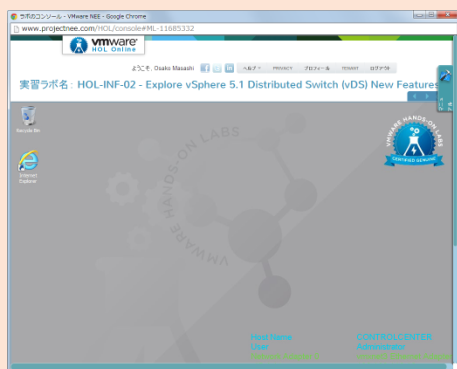 ラボのコンソール - VMware NEE - Google Chrome
www.projectnee.com/HOL/console#ML-11685332
vmware
HOL Online
ようこそ, Osako Masashi
ヘルプ PRIVACY プロフィール TENANT ログアウト
実習ラボ名: HOL-INF-02 - Explore vSphere 5.1 Distributed Switch (vDS) New Features
Recycle Bin
Internet Explorer
VMWARE HANDS-ON LABS
VMWARE HANDS-ON LABS
CERTIFIED GENUINE
Host Name CONTROLCENTER
User Administrator